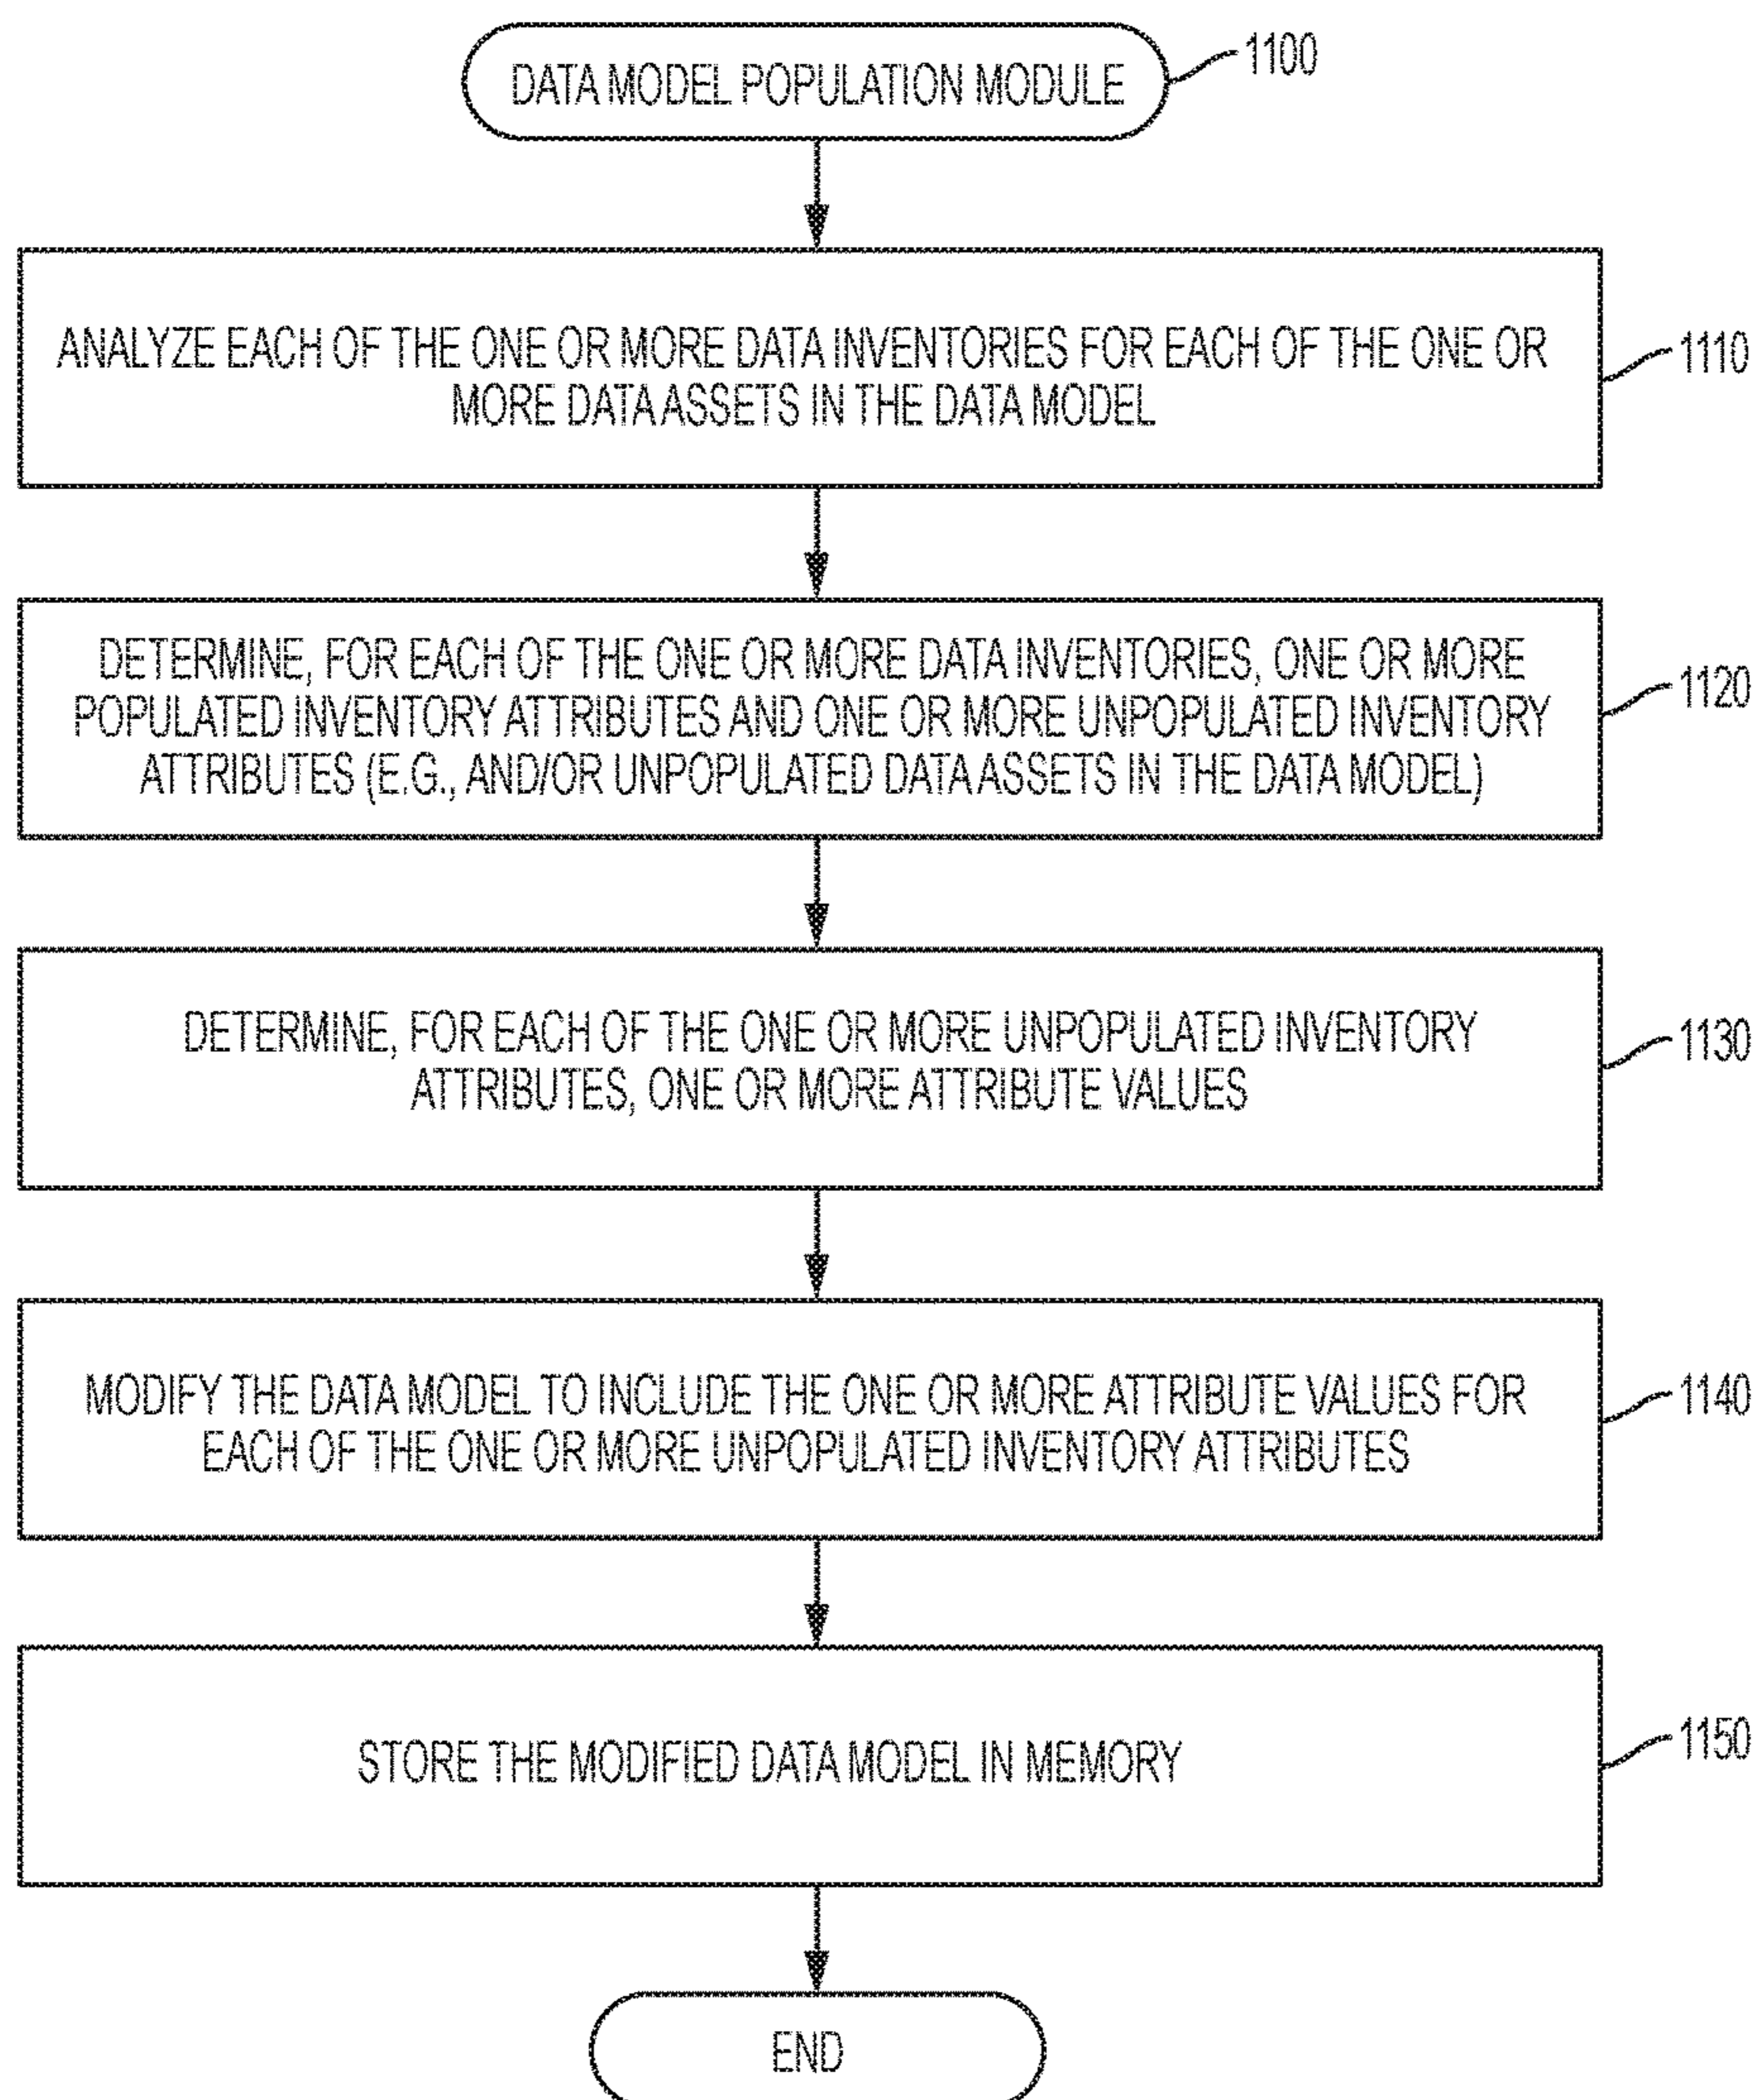 DATA MODEL POPULATION MODULE
1100
ANALYZE EACH OF THE ONE OR MORE DATA INVENTORIES FOR EACH OF THE ONE OR
MORE DATA ASSETS IN THE DATA MODEL
1110
DETERMINE, FOR EACH OF THE ONE OR MORE DATA INVENTORIES, ONE OR MORE
POPULATED INVENTORY ATTRIBUTES AND ONE OR MORE UNPOPULATED INVENTORY
ATTRIBUTES (E.G., AND/OR UNPOPULATED DATA ASSETS IN THE DATA MODEL)
1120
DETERMINE, FOR EACH OF THE ONE OR MORE UNPOPULATED INVENTORY
ATTRIBUTES, ONE OR MORE ATTRIBUTE VALUES
1130
MODIFY THE DATA MODEL TO INCLUDE THE ONE OR MORE ATTRIBUTE VALUES FOR
EACH OF THE ONE OR MORE UNPOPULATED INVENTORY ATTRIBUTES
1140
STORE THE MODIFIED DATA MODEL IN MEMORY
1150
END